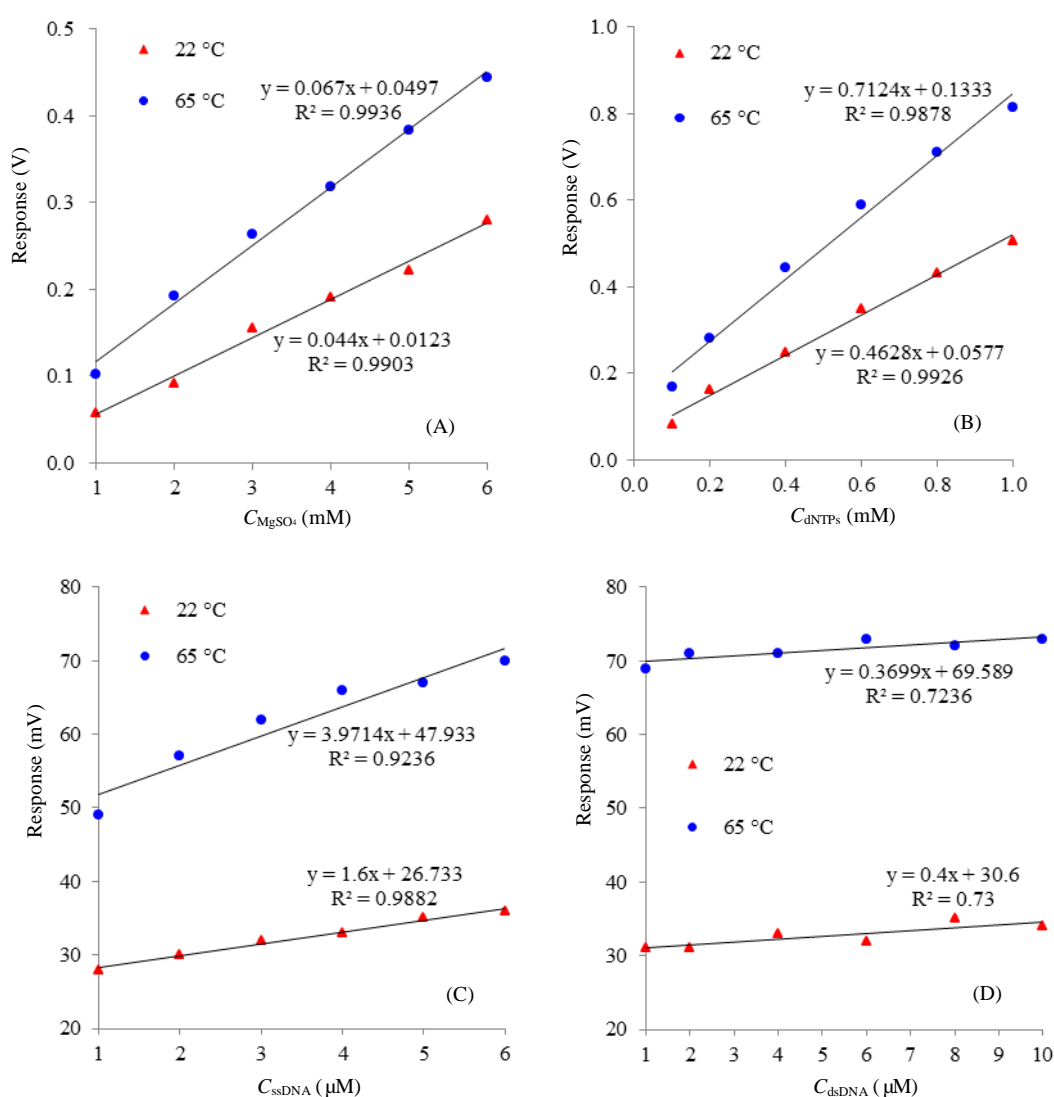 22 °C
65 °C
y = 0.067x + 0.0497
R² = 0.9936
y = 0.044x + 0.0123
R² = 0.9903
(A)
0.5
0.4
0.3
0.2
0.1
0.0
Response (V)
1 2 3 4 5 6
C MgSO₄ (mM)
22 °C
65 °C
y = 0.7124x + 0.1333
R² = 0.9878
y = 0.4628x + 0.0577
R² = 0.9926
(B)
1.0
0.8
0.6
0.4
0.2
0.0
Response (V)
0.0 0.2 0.4 0.6 0.8 1.0
C dNTPs (mM)
22 °C
65 °C
y = 3.9714x + 47.933
R² = 0.9236
y = 1.6x + 26.733
R² = 0.9882
(C)
80
70
60
50
40
30
20
Response (mV)
1 2 3 4 5 6
C ssDNA (µM)
y = 0.3699x + 69.589
R² = 0.7236
22 °C
65 °C
y = 0.4x + 30.6
R² = 0.73
(D)
80
70
60
50
40
30
20
Response (mV)
1 2 3 4 5 6 7 8 9 10
C dsDNA (µM)